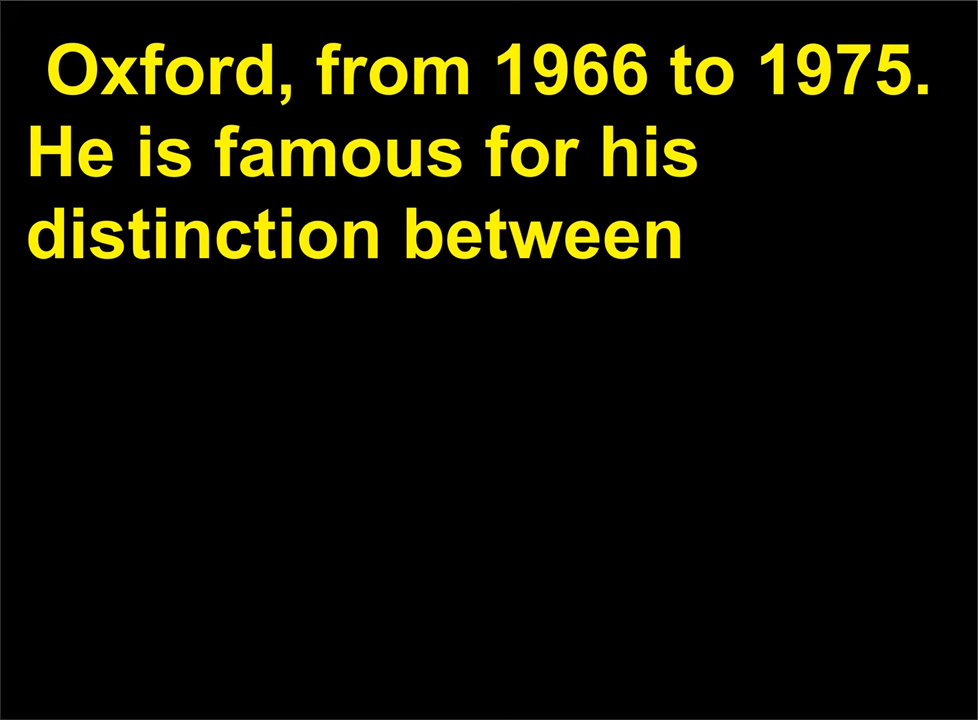 Oxford, from 1966 to 1975.
He is famous for his
distinction between